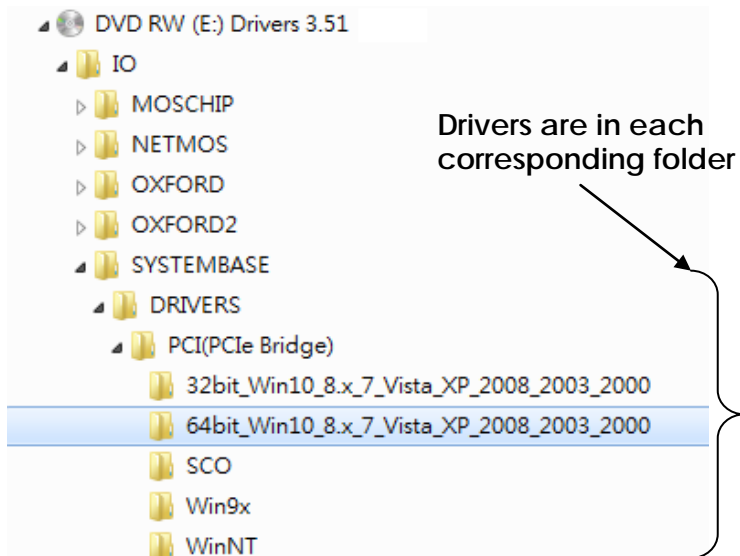 DVD RW (E:) Drivers 3.51
IO
MOSCHIP
NETMOS
OXFORD
OXFORD2
SYSTEMBASE
DRIVERS
PCI(PCIe Bridge)
32bit_Win10_8.x_7_Vista_XP_2008_2003_2000
64bit_Win10_8.x_7_Vista_XP_2008_2003_2000
SCO
Win9x
WinNT
Drivers are in each
corresponding folder